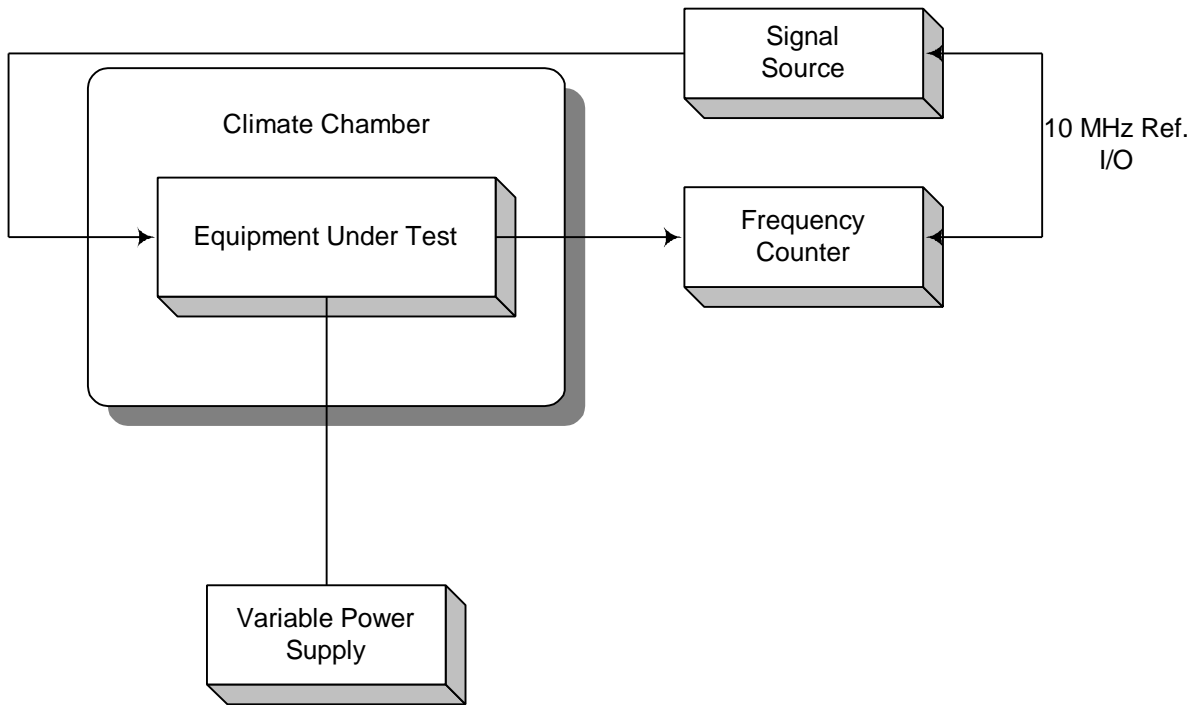 Signal
Source
Climate Chamber
10 MHz Ref.
I/O
Equipment Under Test
Frequency
Counter
Variable Power
Supply